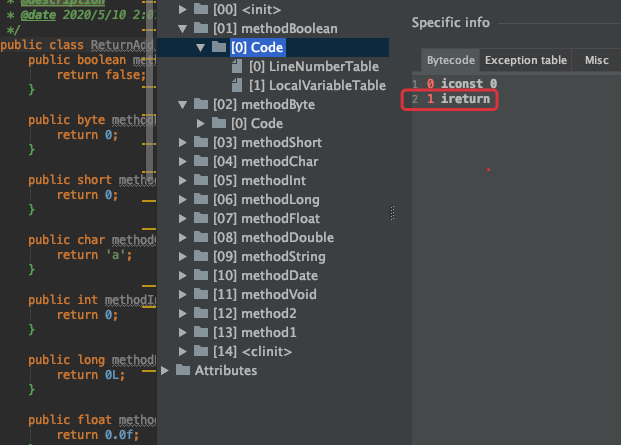 * @description
* @date 2020/5/10 2:0
*/
public class ReturnAdd
public boolean meth
return false;
}
public byte method
return 0;
}
public short metho
return 0;
}
public char method
return 'a';
}
public int methodI
return 0;
}
public long method
return 0L;
}
public float metho
return 0.0f;
[00] <init>
[01] methodBoolean
[0] Code
[0] LineNumberTable
[1] LocalVariableTable
[02] methodByte
[0] Code
[03] methodShort
[04] methodChar
[05] methodInt
[06] methodLong
[07] methodFloat
[08] methodDouble
[09] methodString
[10] methodDate
[11] methodVoid
[12] method2
[13] method1
[14] <clinit>
Attributes
Specific info
Bytecode Exception table Misc
1 0 iconst 0
2 1 ireturn